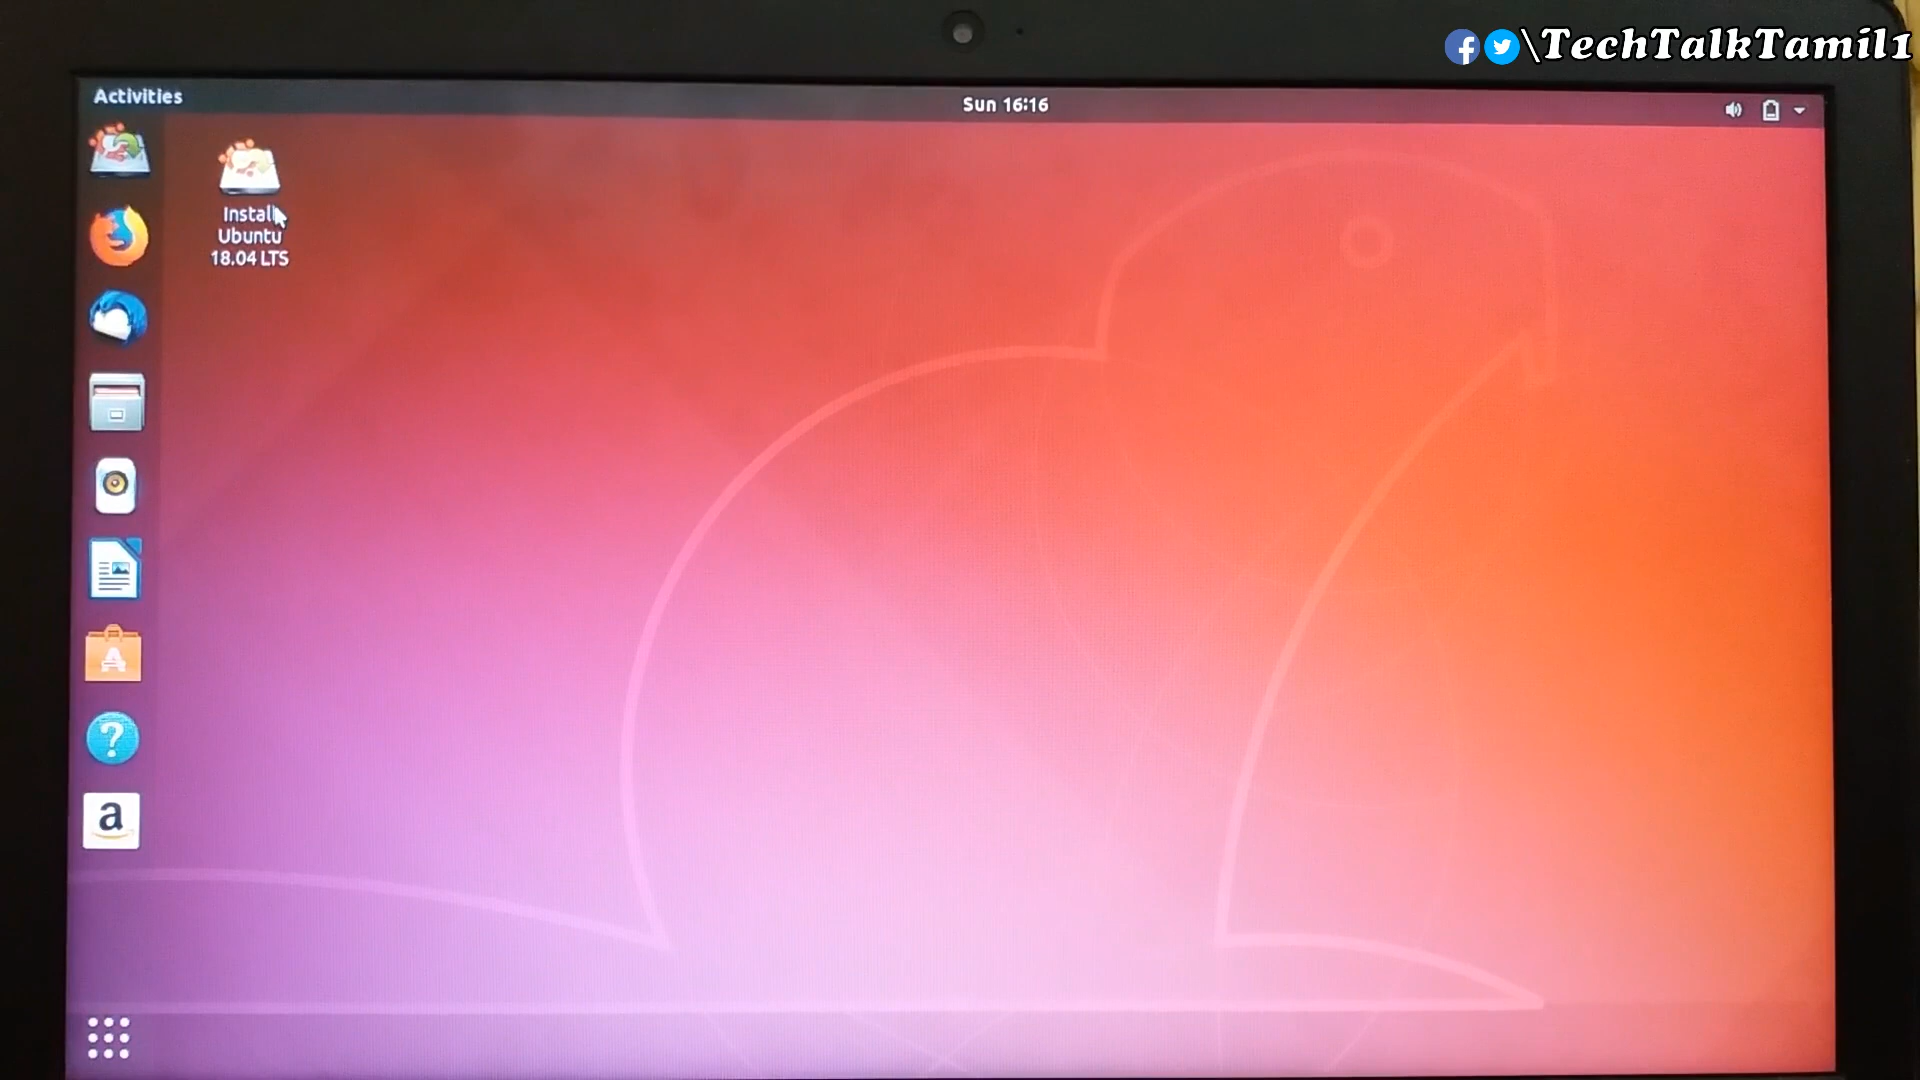 \TechTalkTamil1
Activities
Sun 16:16
Install
Ubuntu
18.04 LTS
A
?
a